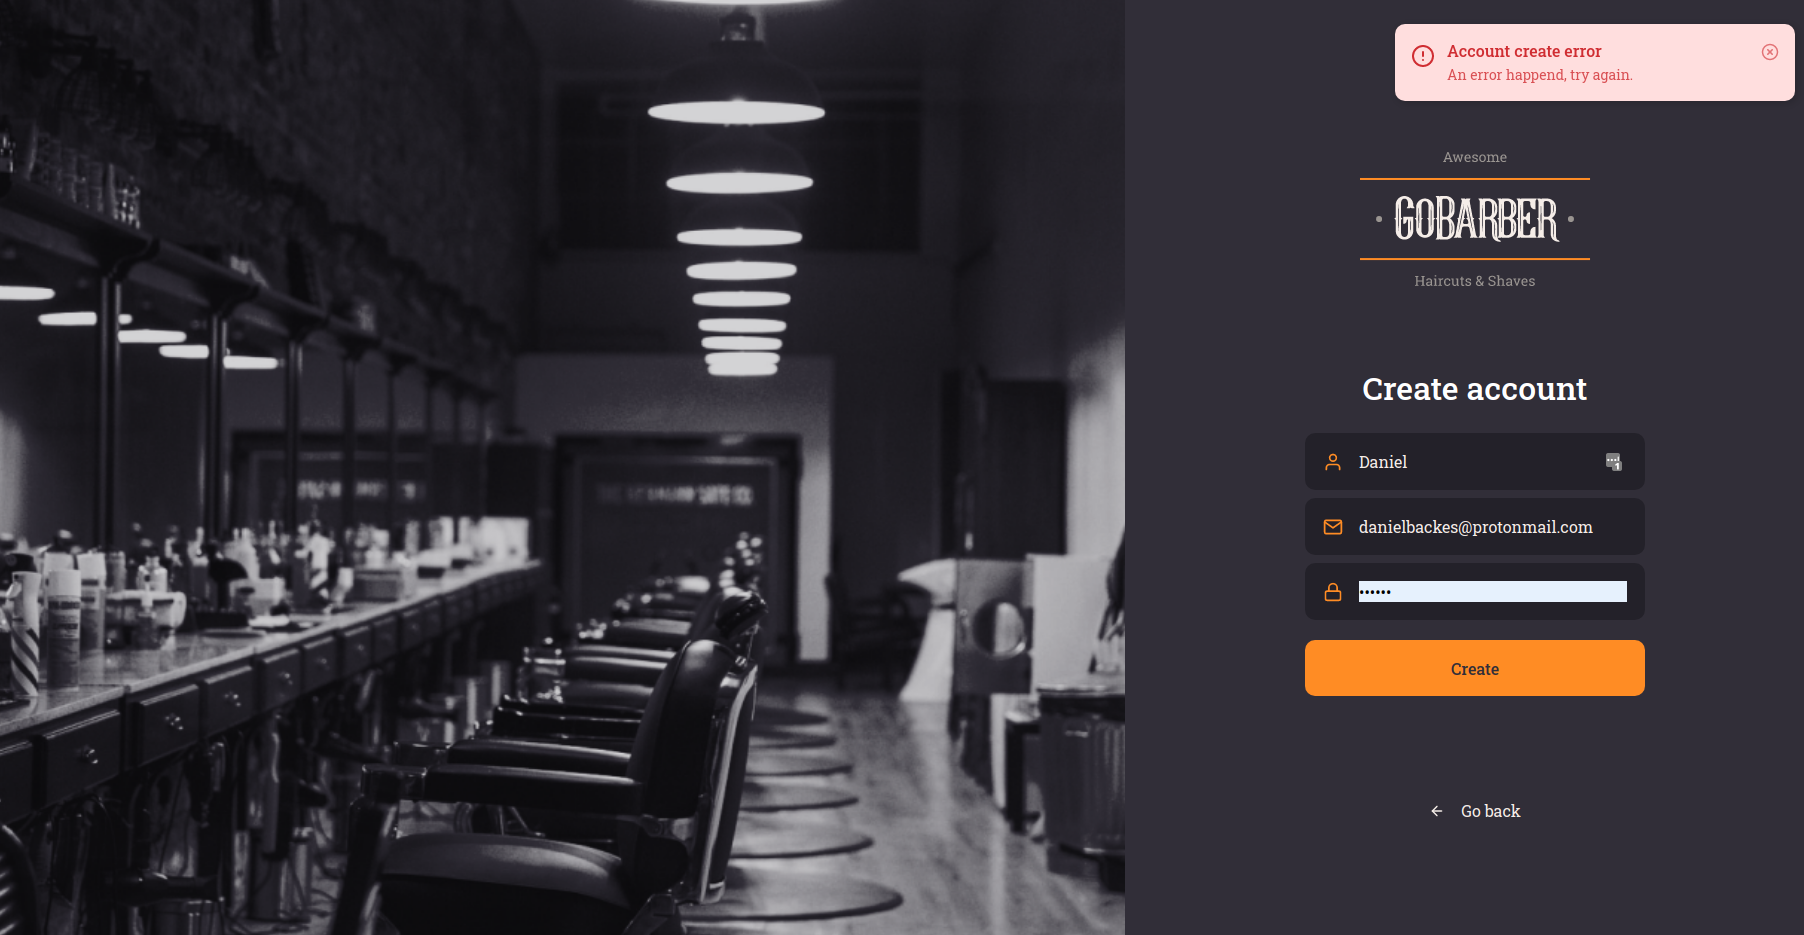 Account create error
An error happend, try again.
Awesome
GOBARBER
Haircuts & Shaves
Create account
Daniel
danielbackes@protonmail.com
••••••
Create
Go back